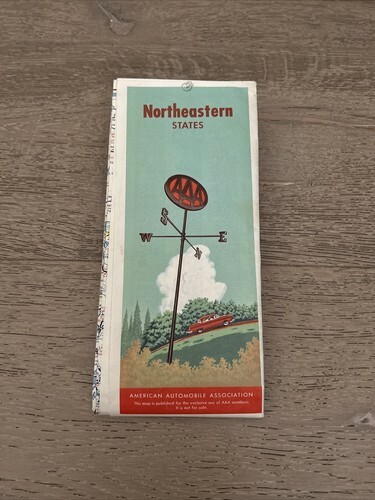 Northeastern
STATES
AAA
S
W E
N
AMERICAN AUTOMOBILE ASSOCIATION
This map is published for the exclusive use of AAA members.
It is not for sale.